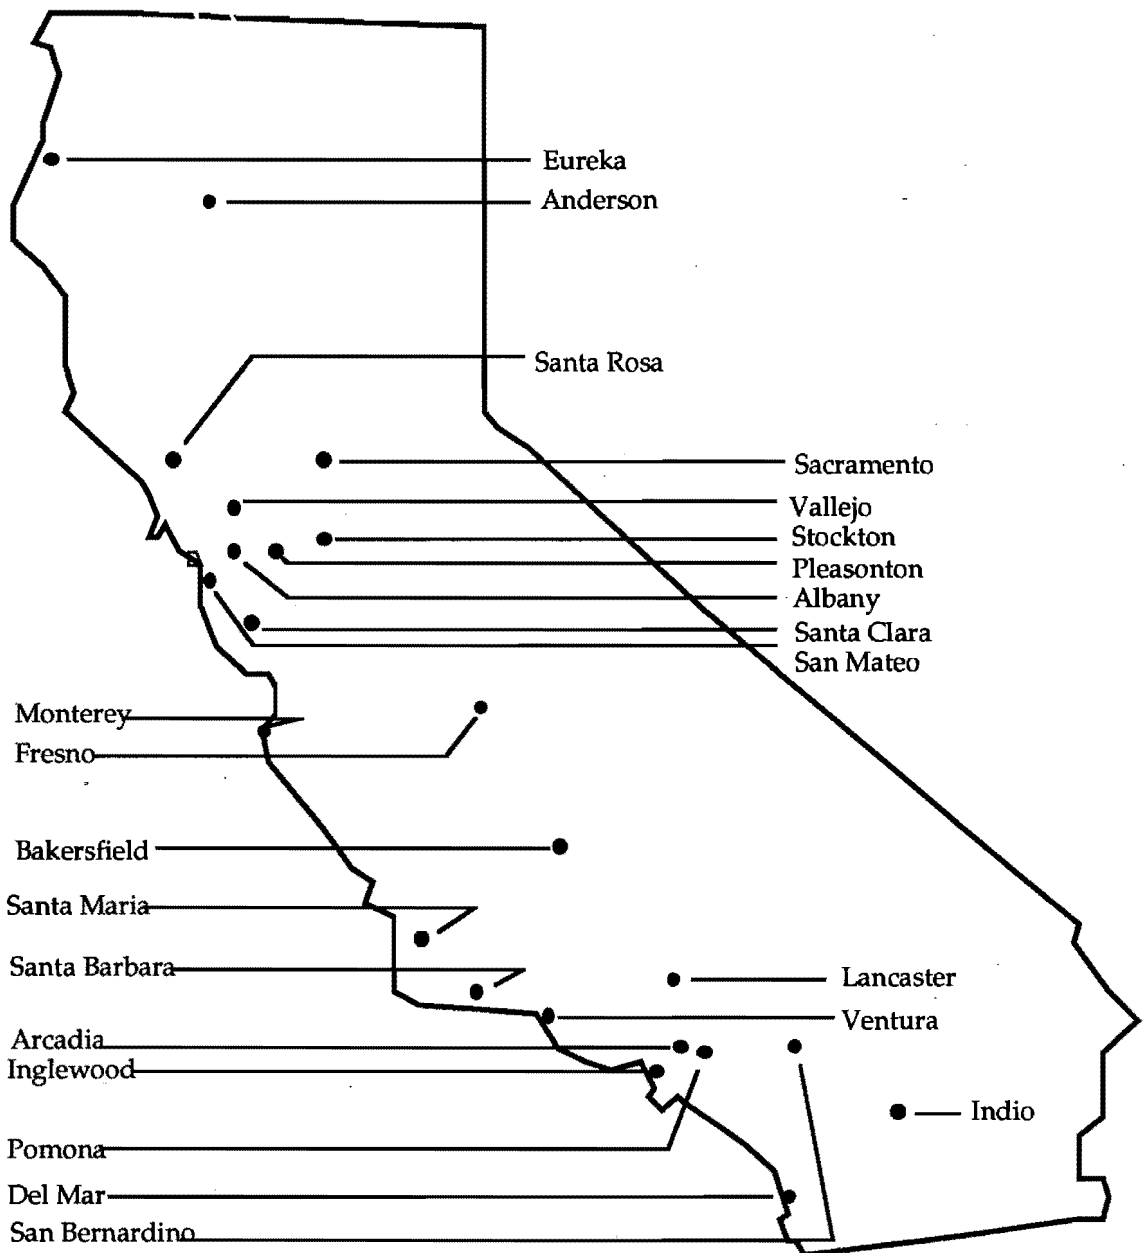 Eureka
Anderson
Santa Rosa
Sacramento
Vallejo
Stockton
Pleasonton
Albany
Santa Clara
San Mateo
Monterey
Fresno
Bakersfield
Santa Maria
Santa Barbara
Lancaster
Ventura
Arcadia
Inglewood
Indio
Pomona
Del Mar
San Bernardino